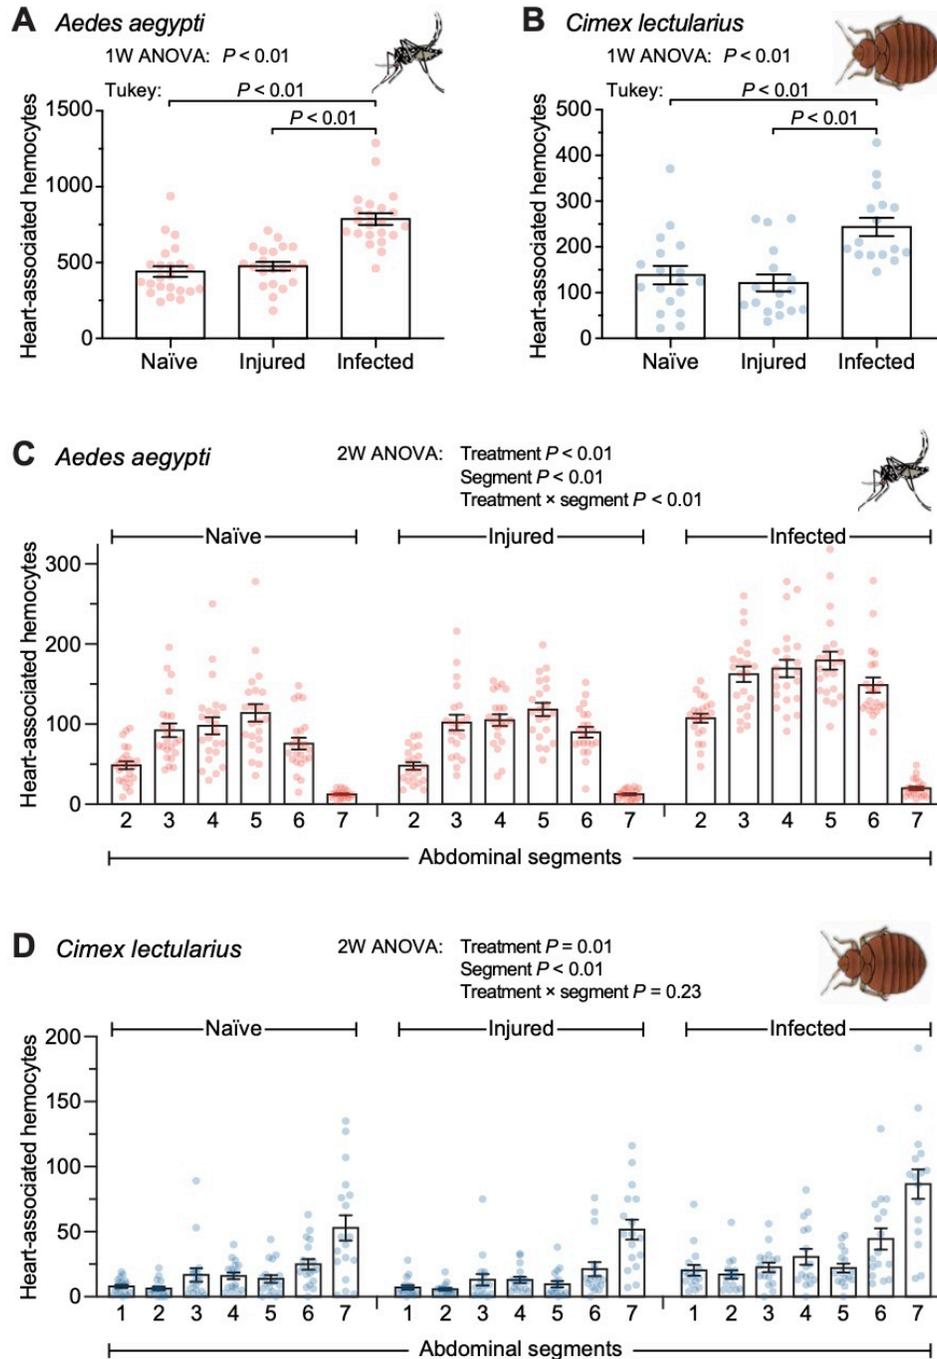 A Aedes aegypti
1W ANOVA: P < 0.01
Tukey: P < 0.01
P < 0.01
Heart-associated hemocytes
1500
1000
500
0
Naïve Injured Infected
B Cimex lectularius
1W ANOVA: P < 0.01
Tukey: P < 0.01
P < 0.01
Heart-associated hemocytes
500
400
300
200
100
0
Naïve Injured Infected
C Aedes aegypti
2W ANOVA: Treatment P < 0.01
Segment P < 0.01
Treatment × segment P < 0.01
Naïve Injured Infected
Heart-associated hemocytes
300
200
100
0
2 3 4 5 6 7 2 3 4 5 6 7 2 3 4 5 6 7
Abdominal segments
D Cimex lectularius
2W ANOVA: Treatment P = 0.01
Segment P < 0.01
Treatment × segment P = 0.23
Naïve Injured Infected
Heart-associated hemocytes
200
150
100
50
0
1 2 3 4 5 6 7 1 2 3 4 5 6 7 1 2 3 4 5 6 7
Abdominal segments